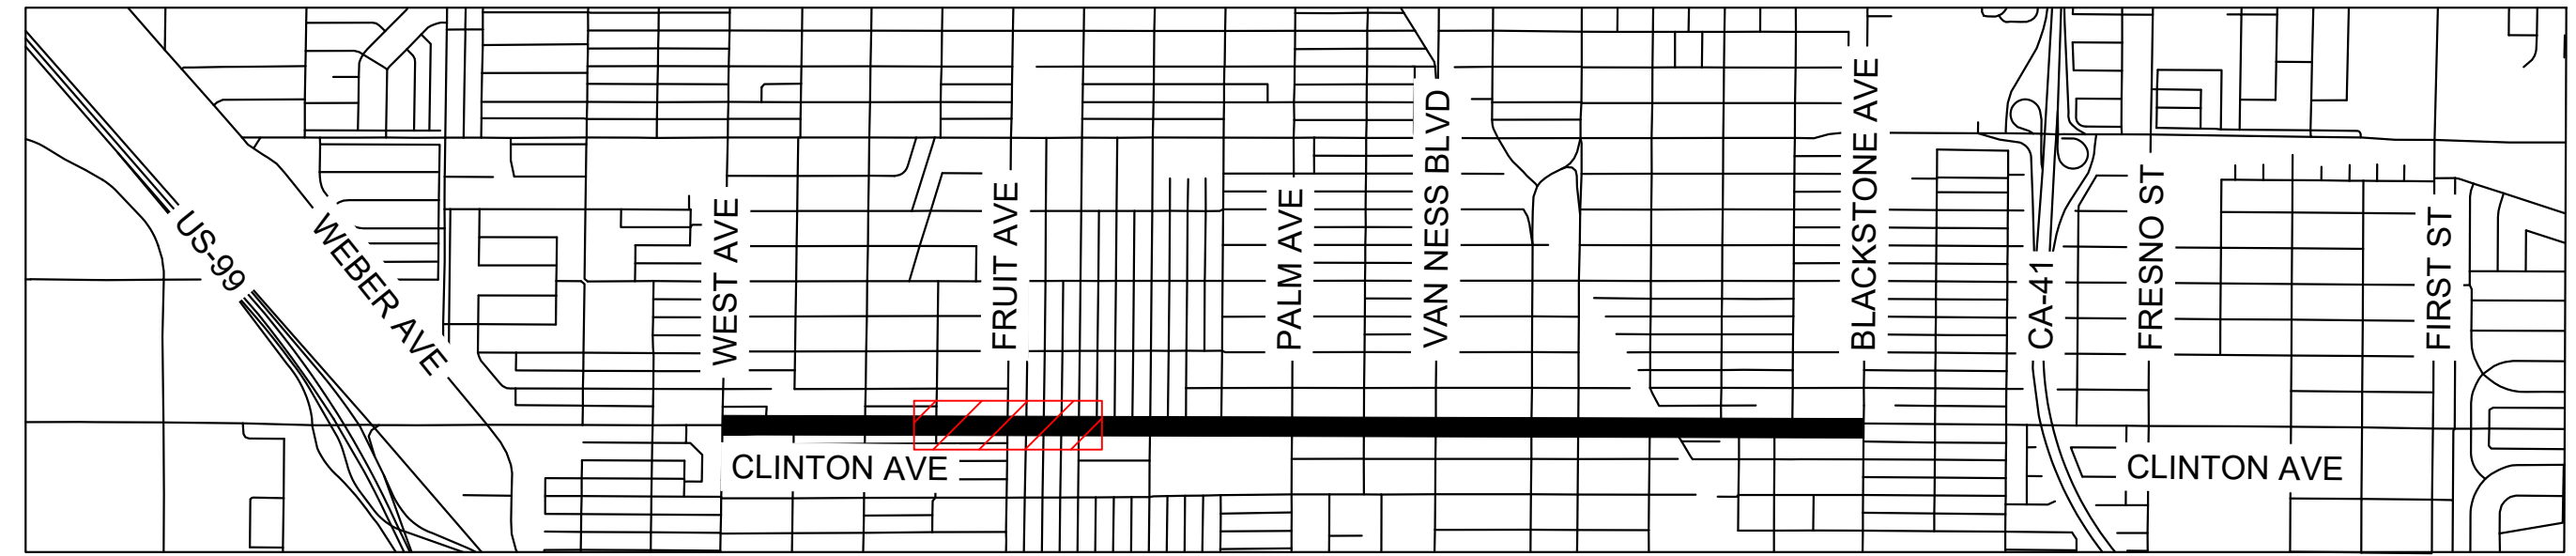 US-99
WEBER AVE
WEST AVE
FRUIT AVE
PALM AVE
VAN NESS BLVD
BLACKSTONE AVE
CA-41
FRESNO ST
FIRST ST
CLINTON AVE
CLINTON AVE